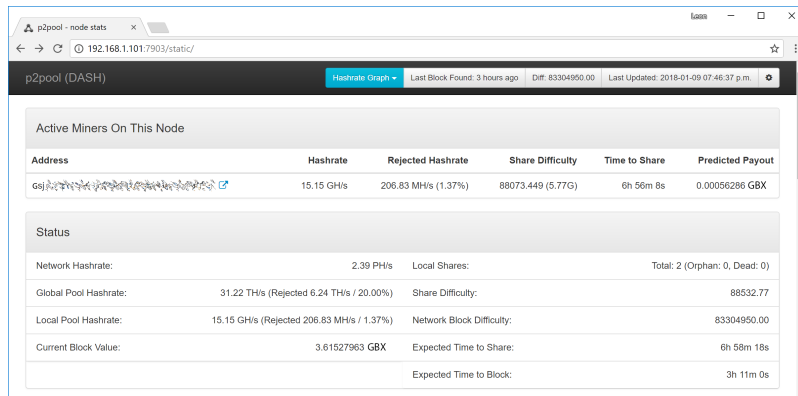 Leon
p2pool - node stats
192.168.1.101:7903/static/
p2pool (DASH) Hashrate Graph Last Block Found: 3 hours ago Diff: 83304950.00 Last Updated: 2018-01-09 07:46:37 p.m.
Active Miners On This Node
Address Hashrate Rejected Hashrate Share Difficulty Time to Share Predicted Payout
Gsj 15.15 GH/s 206.83 MH/s (1.37%) 88073.449 (5.77G) 6h 56m 8s 0.00056286 GBX
Status
Network Hashrate: 2.39 PH/s Local Shares: Total: 2 (Orphan: 0, Dead: 0)
Global Pool Hashrate: 31.22 TH/s (Rejected 6.24 TH/s / 20.00%) Share Difficulty: 88532.77
Local Pool Hashrate: 15.15 GH/s (Rejected 206.83 MH/s / 1.37%) Network Block Difficulty: 83304950.00
Current Block Value: 3.61527963 GBX Expected Time to Share: 6h 58m 18s
Expected Time to Block: 3h 11m 0s